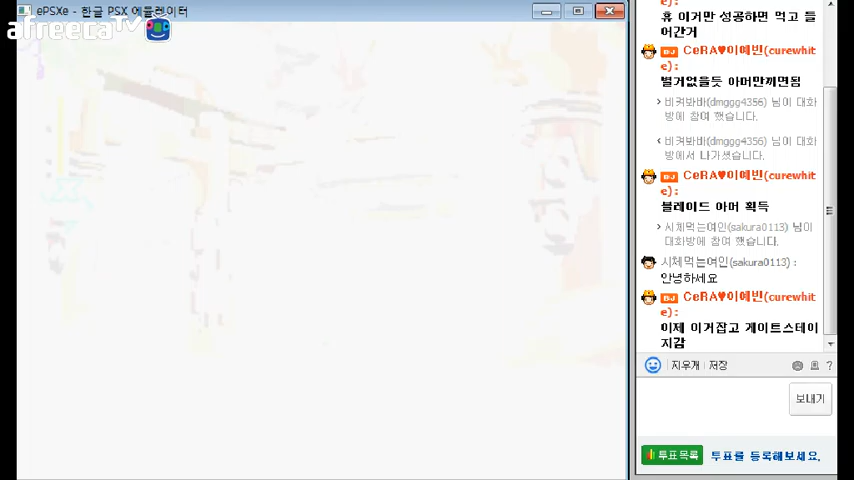 ePSXe - 한글 PSX 에뮬레이터
afreecaTV
휴 이거만 성공하면 먹고 들
어간거
BJ CeRA♥이예빈(curewhit
e) :
별거없을듯 아머만끼면됨
> 비켜봐바(dmggg4356) 님이 대화
방에 참여 했습니다.
< 비켜봐바(dmggg4356) 님이 대화
방에서 나가셨습니다.
BJ CeRA♥이예빈(curewhit
e) :
블레이드 아머 획득
> 시체먹는여인(sakura0113) 님이
대화방에 참여 했습니다.
시체먹는여인(sakura0113) :
안녕하세요
BJ CeRA♥이예빈(curewhit
e) :
이제 이거잡고 게이트스테이
지감
지우개 저장 ?
보내기
투표목록 투표를 등록해보세요.